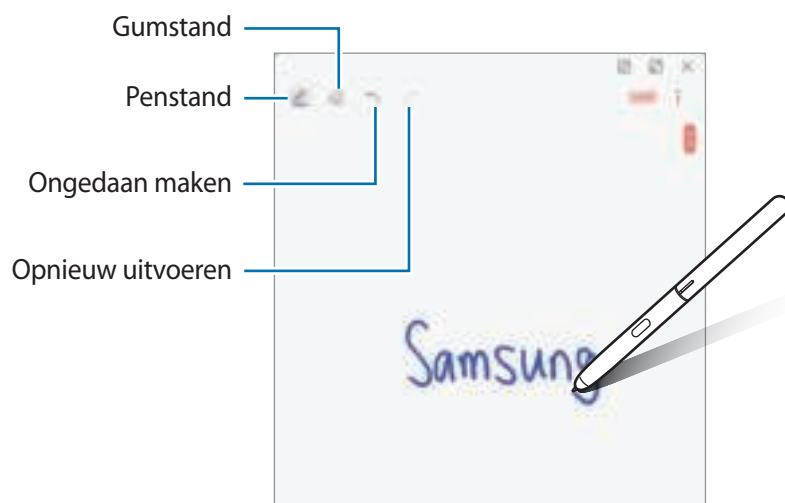 Gumstand
Penstand
Ongedaan maken
Opnieuw uitvoeren
Samsung